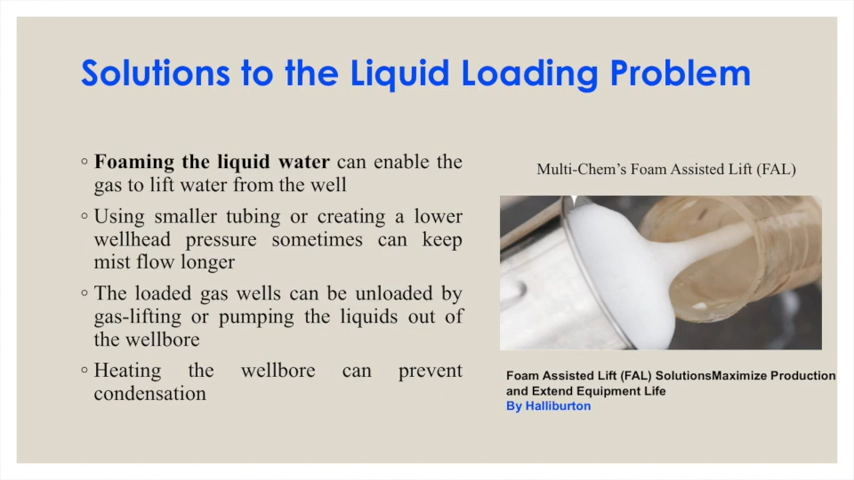 Solutions to the Liquid Loading Problem
◦ Foaming the liquid water can enable the
gas to lift water from the well
◦ Using smaller tubing or creating a lower
wellhead pressure sometimes can keep
mist flow longer
◦ The loaded gas wells can be unloaded by
gas-lifting or pumping the liquids out of
the wellbore
◦ Heating the wellbore can prevent
condensation
Multi-Chem’s Foam Assisted Lift (FAL)
Foam Assisted Lift (FAL) SolutionsMaximize Production
and Extend Equipment Life
By Halliburton